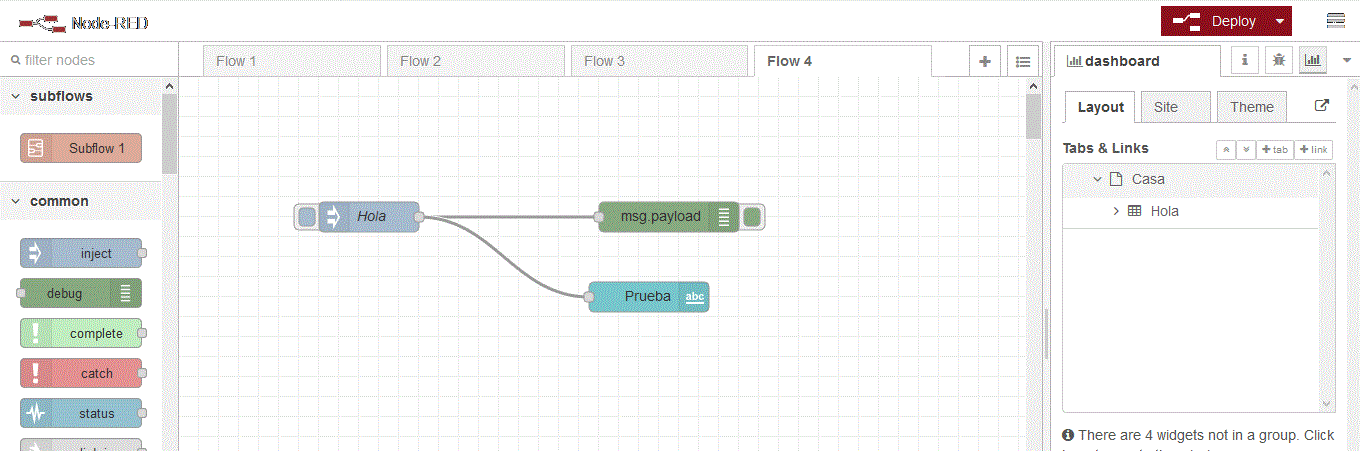 Node-RED
Deploy
filter nodes
Flow 1
Flow 2
Flow 3
Flow 4
dashboard
subflows
Subflow 1
common
inject
debug
complete
catch
status
Hola
msg.payload
Prueba
abc
Layout
Site
Theme
Tabs & Links
+ tab
+ link
Casa
Hola
There are 4 widgets not in a group. Click